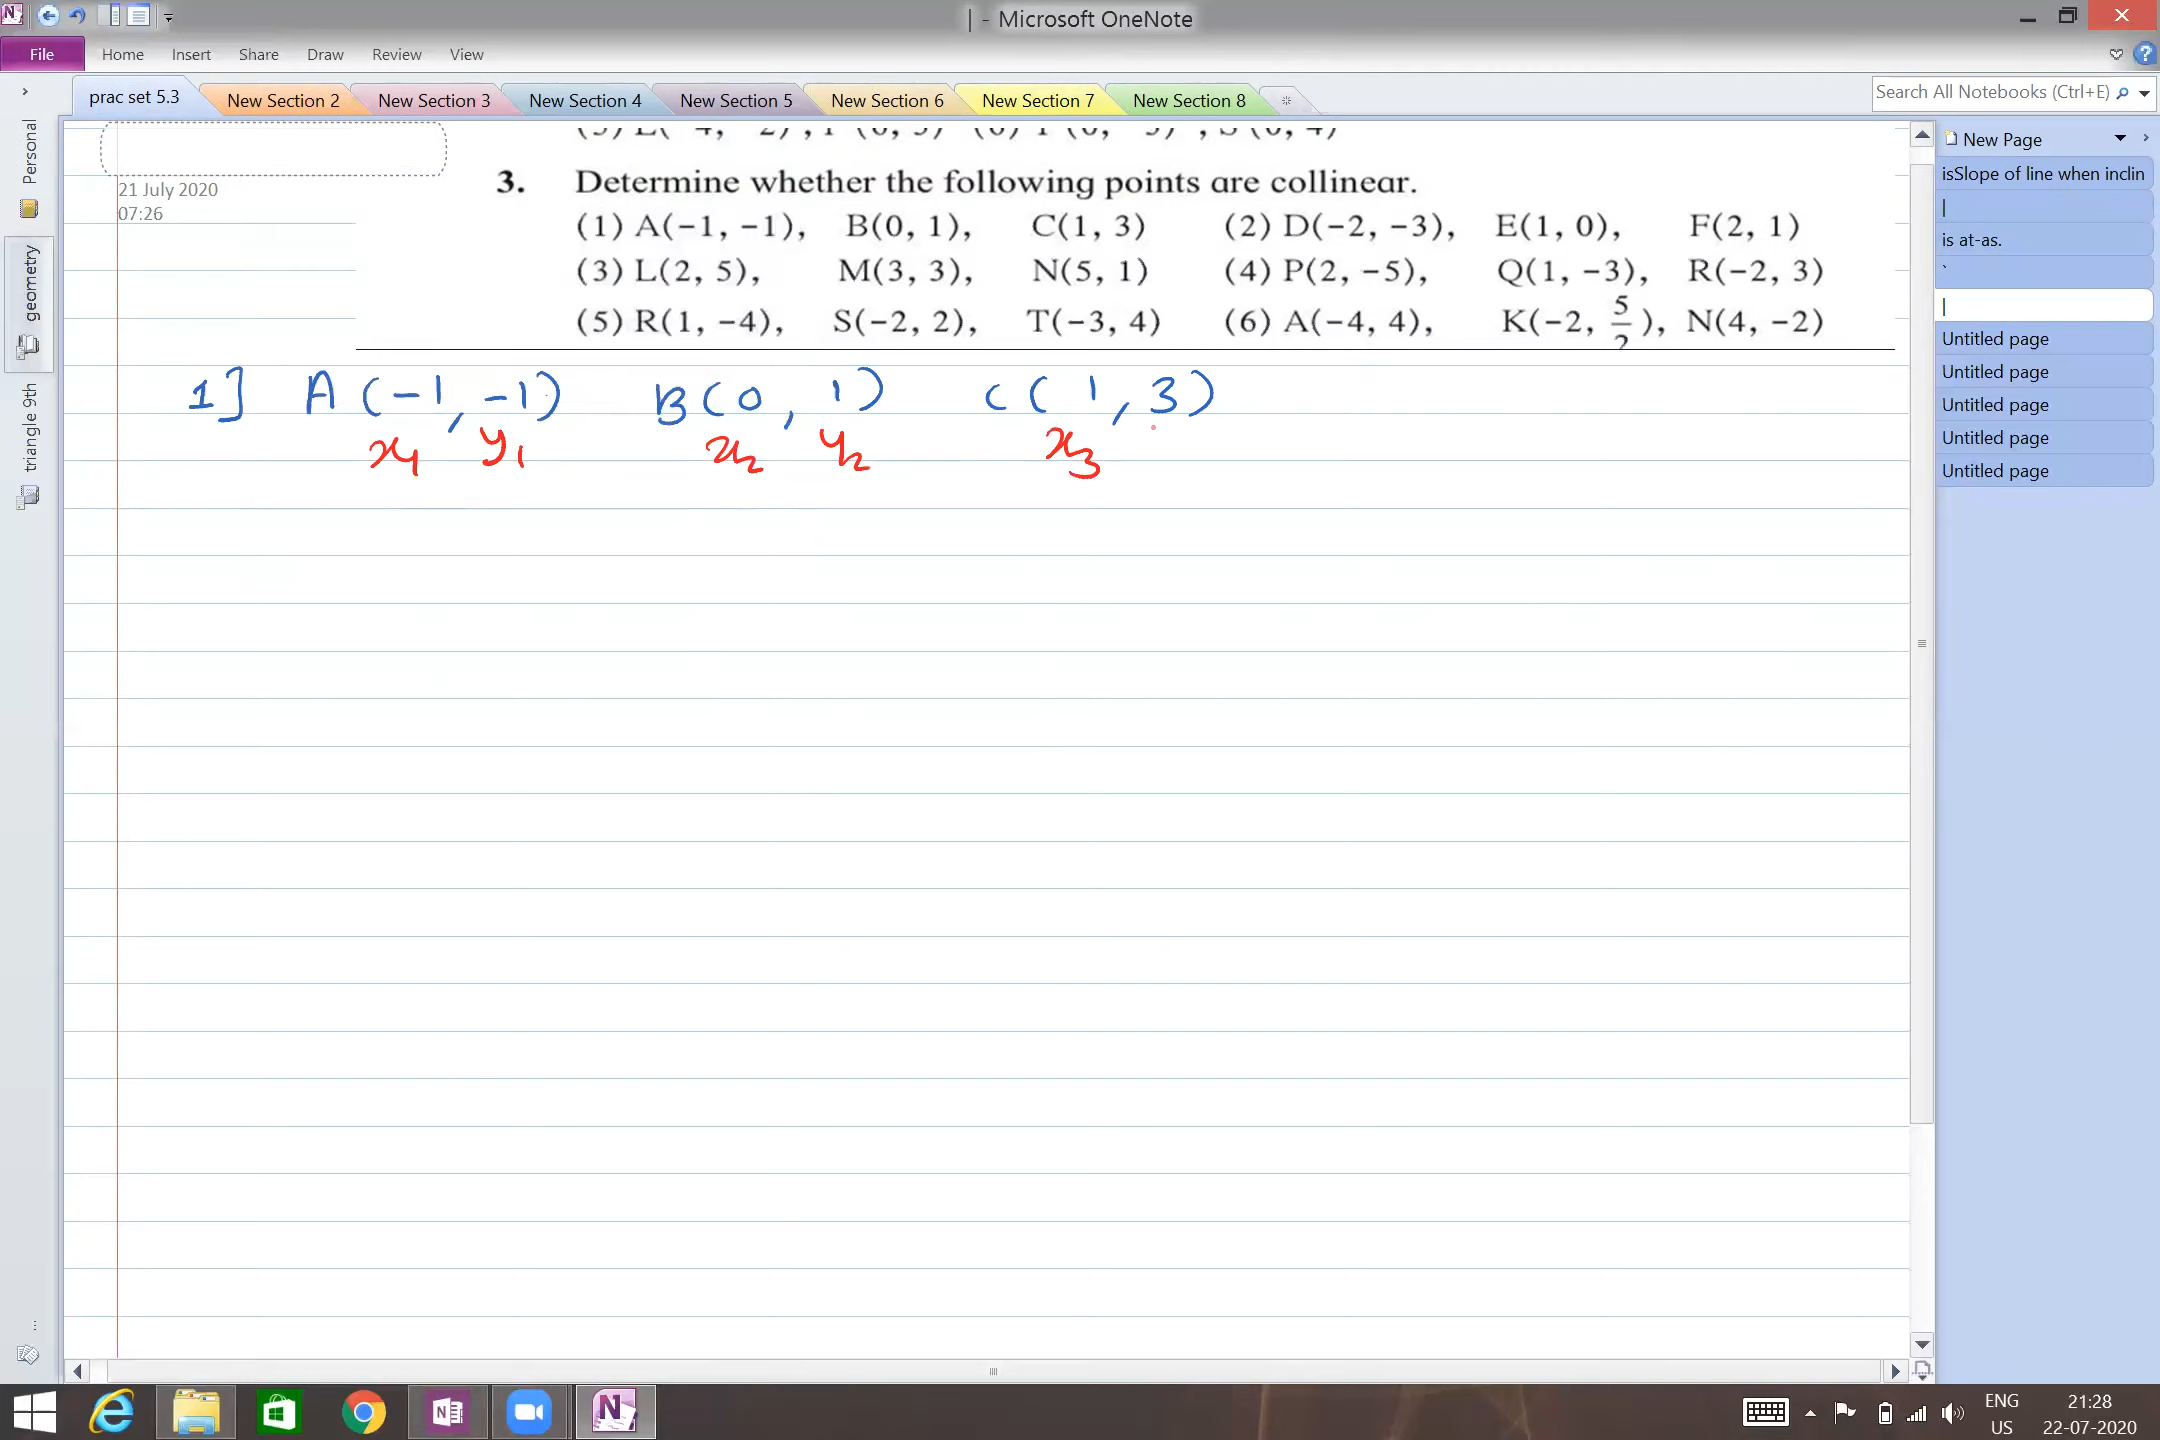 | - Microsoft OneNote
File Home Insert Share Draw Review View
prac set 5.3 New Section 2 New Section 3 New Section 4 New Section 5 New Section 6 New Section 7 New Section 8
Search All Notebooks (Ctrl+E)
Personal
geometry
triangle 9th
New Page
isSlope of line when inclin
|
is at-as.
`
|
Untitled page
Untitled page
Untitled page
Untitled page
Untitled page
21 July 2020
07:26
3. Determine whether the following points are collinear.
(1) A(−1, −1), B(0, 1), C(1, 3) (2) D(−2, −3), E(1, 0), F(2, 1)
(3) L(2, 5), M(3, 3), N(5, 1) (4) P(2, −5), Q(1, −3), R(−2, 3)
(5) R(1, −4), S(−2, 2), T(−3, 4) (6) A(−4, 4), K(−2, 5/2), N(4, −2)
1] A (-1, -1) B(0, 1) C(1, 3)
x1 y1 x2 y2 x3
ENG 21:28
US 22-07-2020